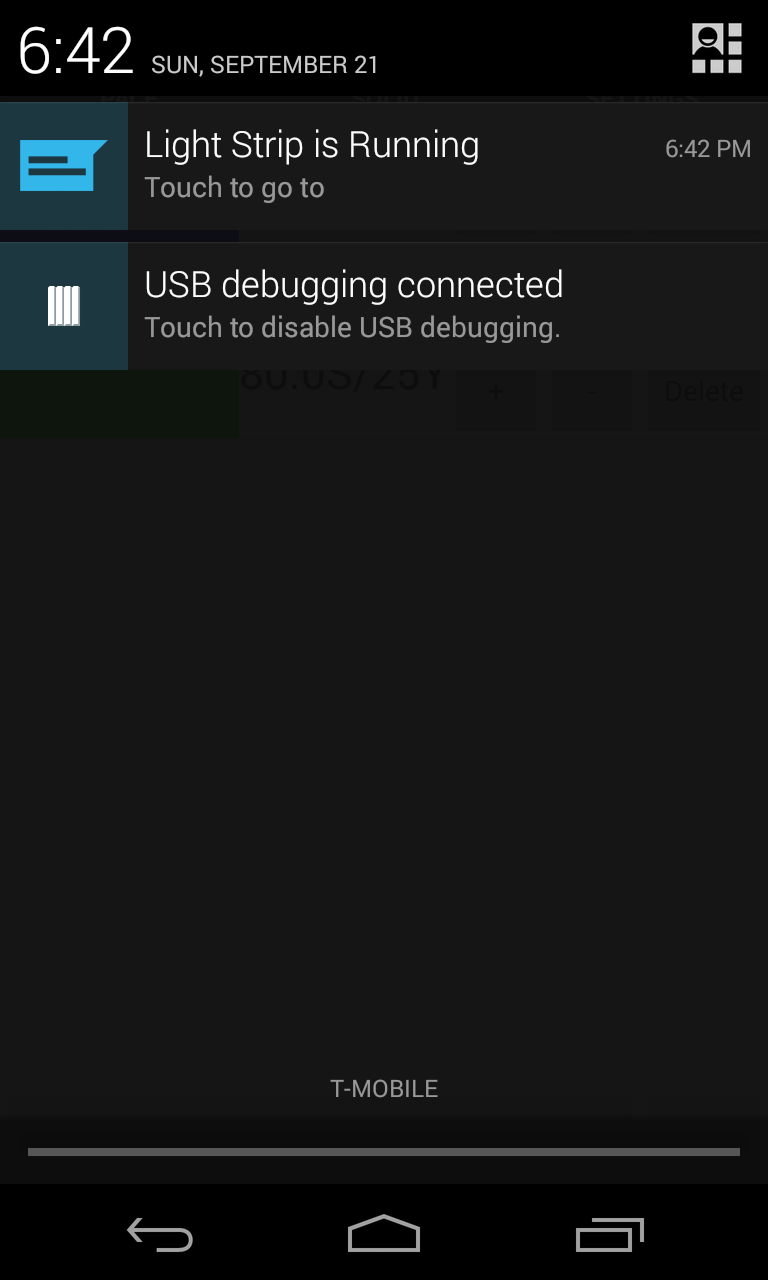 6:42 SUN, SEPTEMBER 21
Light Strip is Running 6:42 PM
Touch to go to
USB debugging connected
Touch to disable USB debugging.
80.0S/25Y + - Delete
T-MOBILE